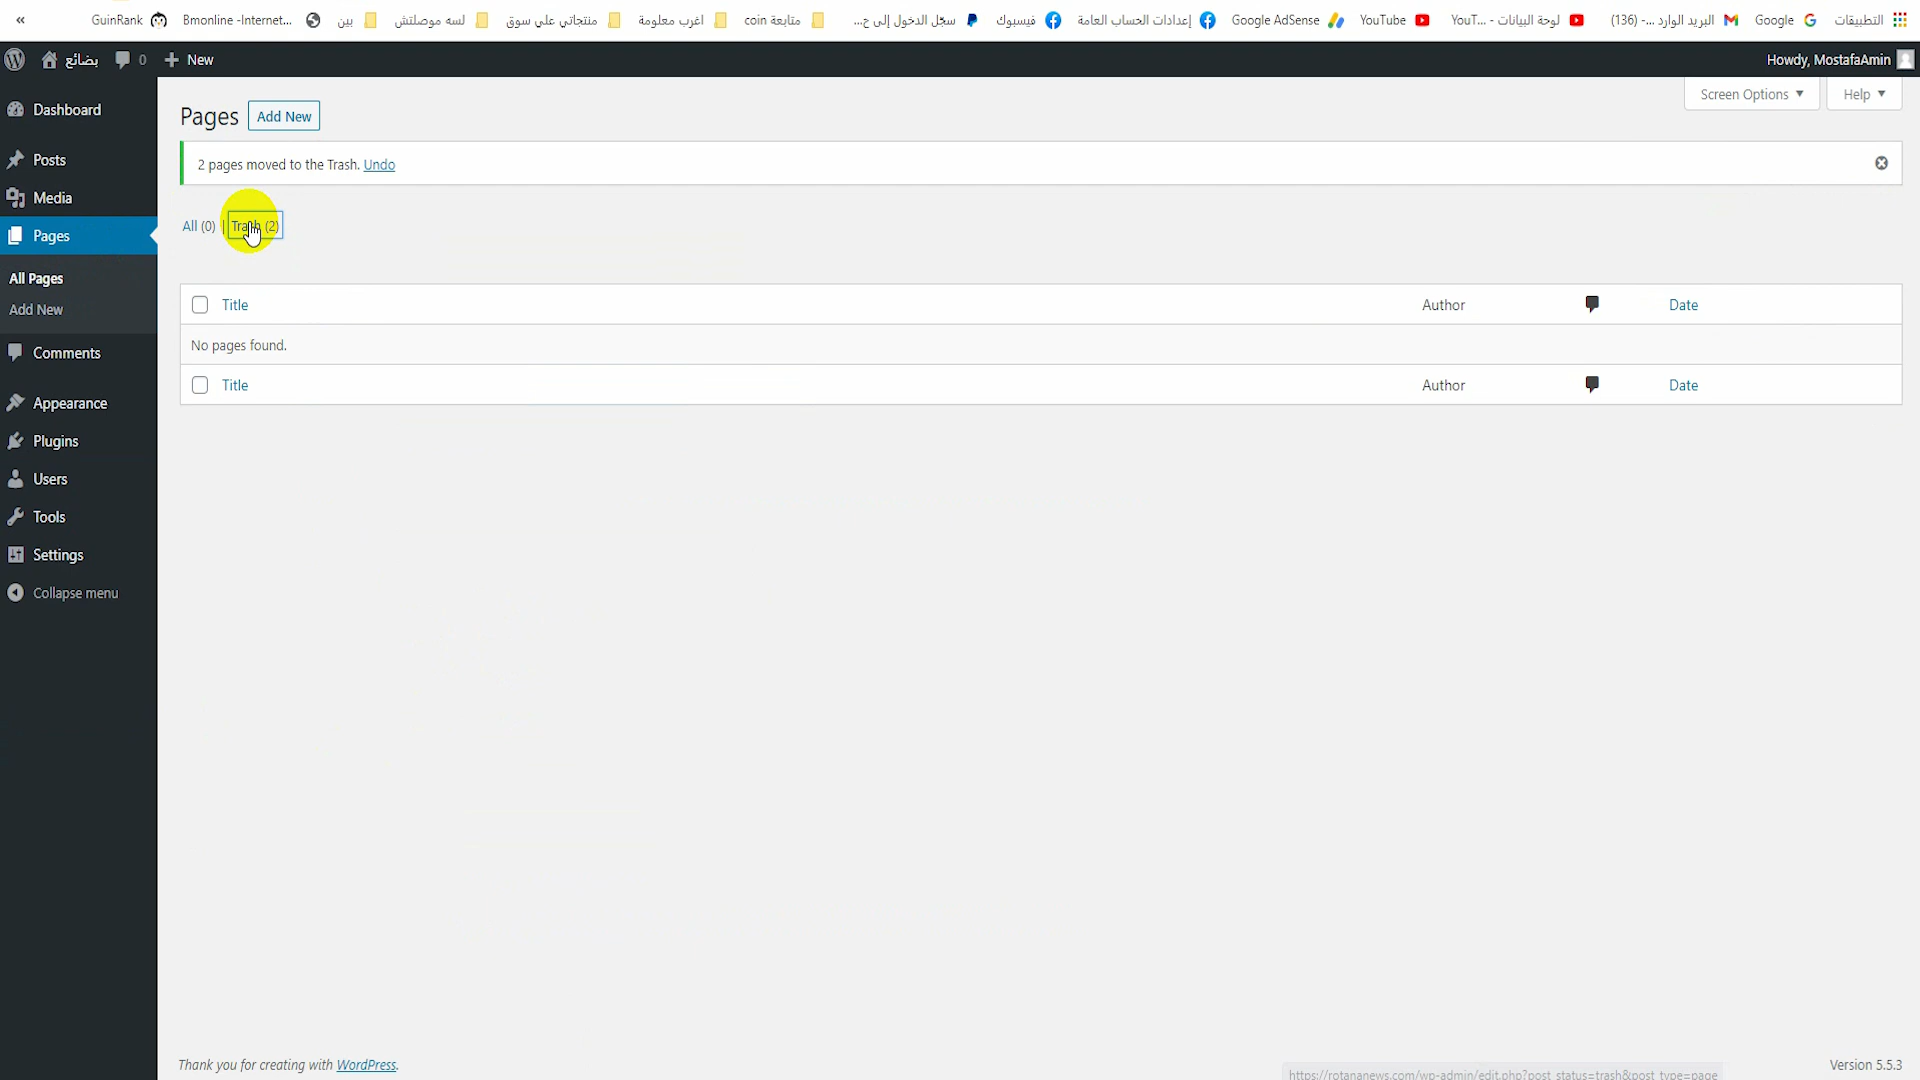 «
GuinRank
Bmonline -Internet...
بين
لسه موصلتش
منتجاتي علي سوق
اغرب معلومة
متابعة coin
سجّل الدخول إلى ح...
فيسبوك
إعدادات الحساب العامة
Google AdSense
YouTube
لوحة البيانات - YouT...
البريد الوارد -... (136)
Google
التطبيقات
بضائع
0
+ New
Howdy, MostafaAmin
Dashboard
Posts
Media
Pages
All Pages
Add New
Comments
Appearance
Plugins
Users
Tools
Settings
Collapse menu
Screen Options ▼
Help ▼
Pages
Add New
2 pages moved to the Trash. Undo
All (0) | Trash (2)
Title
Author
Date
No pages found.
Title
Author
Date
Thank you for creating with WordPress.
Version 5.5.3
https://rotananews.com/wp-admin/edit.php?post_status=trash&post_type=page